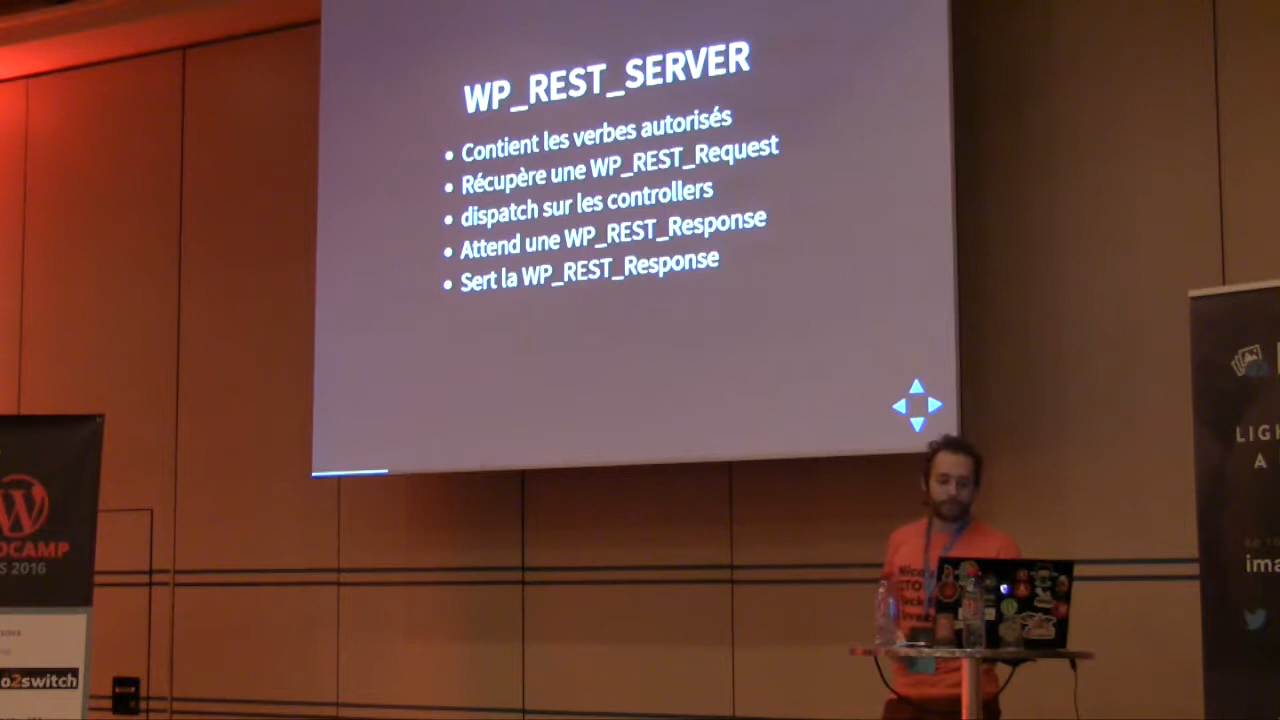 WP_REST_SERVER
• Contient les verbes autorisés
• Récupère une WP_REST_Request
• dispatch sur les controllers
• Attend une WP_REST_Response
• Sert la WP_REST_Response
OCAMP
S 2016
o2switch
LIGH
A
ima